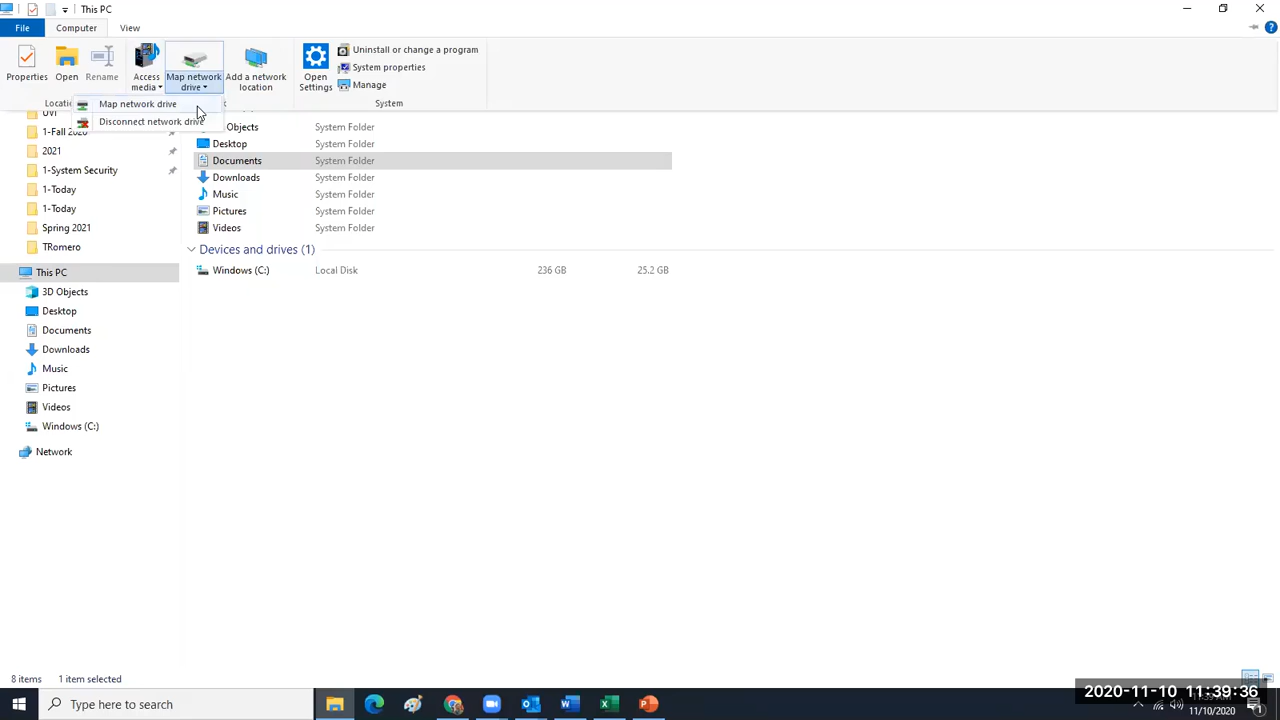 This PC
File
Computer
View
Properties
Open
Rename
Access
media
Map network
drive
Add a network
location
Open
Settings
Uninstall or change a program
System properties
Manage
System
Map network drive
Disconnect network drive
1-Fall 2020
2021
1-System Security
1-Today
1-Today
Spring 2021
TRomero
This PC
3D Objects
Desktop
Documents
Downloads
Music
Pictures
Videos
Windows (C:)
Network
Objects System Folder
Desktop System Folder
Documents System Folder
Downloads System Folder
Music System Folder
Pictures System Folder
Videos System Folder
Devices and drives (1)
Windows (C:) Local Disk 236 GB 25.2 GB
8 items 1 item selected
Type here to search
2020-11-10 11:39:36
11/10/2020